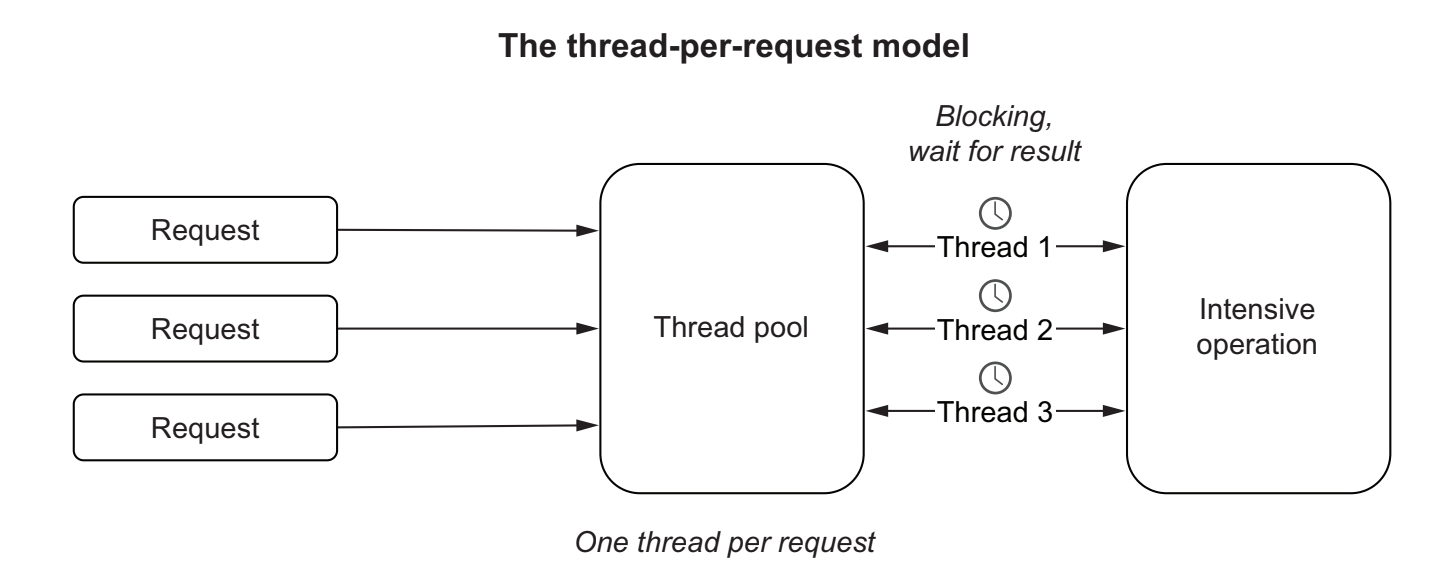 The thread-per-request model
Blocking,
wait for result
Request
Request
Request
Thread pool
Thread 1
Thread 2
Thread 3
Intensive
operation
One thread per request